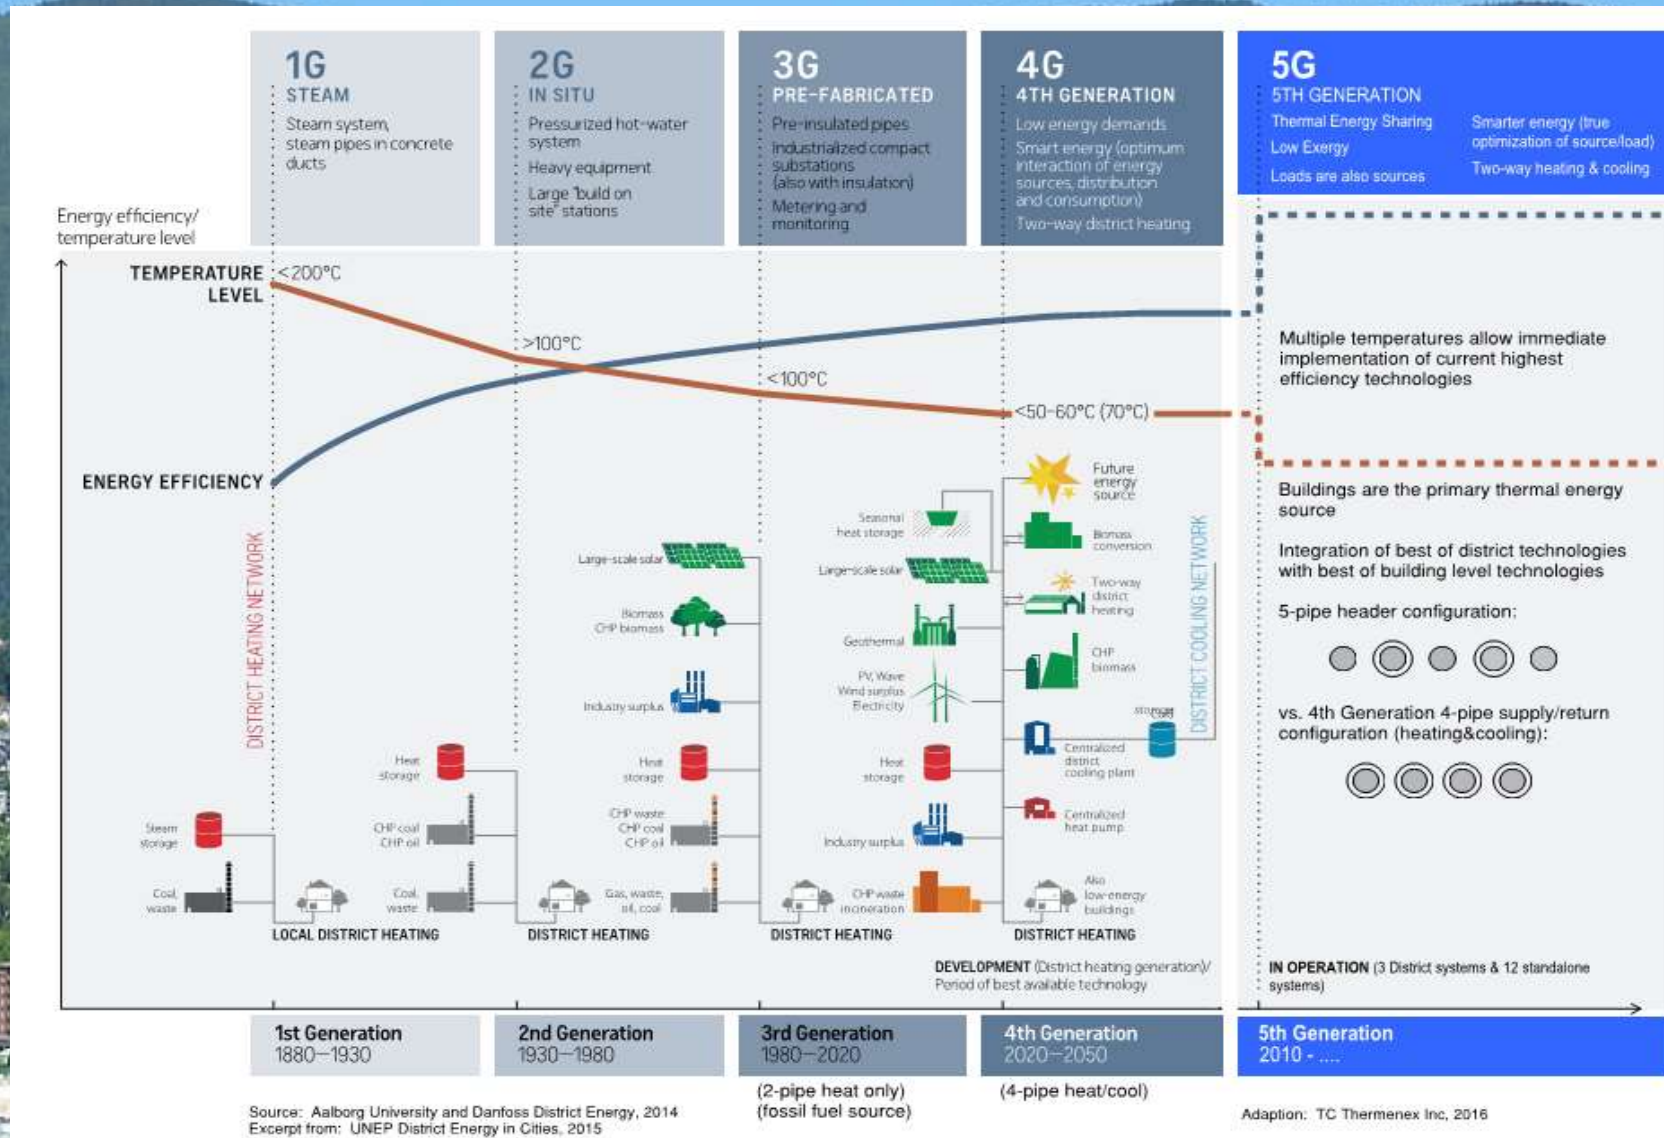 1G
STEAM
Steam system,
steam pipes in concrete
ducts
2G
IN SITU
Pressurized hot-water
system
Heavy equipment
Large "build on
site" stations
3G
PRE-FABRICATED
Pre-insulated pipes
Industrialized compact
substations
(also with insulation)
Metering and
monitoring
4G
4TH GENERATION
Low energy demands
Smart energy (optimum
interaction of energy
sources, distribution
and consumption)
Two-way district heating
5G
5TH GENERATION
Thermal Energy Sharing
Low Exergy
Loads are also sources
Smarter energy (true
optimization of source/load)
Two-way heating & cooling
Energy efficiency/
temperature level
TEMPERATURE
LEVEL
<200°C
>100°C
<100°C
<50-60°C (70°C)
ENERGY EFFICIENCY
DISTRICT HEATING NETWORK
Steam
storage
Coal,
waste
LOCAL DISTRICT HEATING
Heat
storage
CHP coal
CHP oil
Coal,
waste
DISTRICT HEATING
Large-scale solar
Biomass
CHP biomass
Industry surplus
Heat
storage
CHP waste
CHP coal
CHP oil
Gas, waste,
oil, coal
DISTRICT HEATING
Seasonal
heat storage
Large-scale solar
Geothermal
PV, Wave
Wind surplus
Electricity
Heat
storage
Industry surplus
CHP waste
incineration
Future
energy
source
Biomass
conversion
Two-way
district
heating
CHP
biomass
Centralized
district
cooling plant
storage
Centralized
heat pump
Also
low-energy
buildings
DISTRICT HEATING
DISTRICT COOLING NETWORK
DEVELOPMENT (District heating generation)/
Period of best available technology
Multiple temperatures allow immediate
implementation of current highest
efficiency technologies
Buildings are the primary thermal energy
source
Integration of best of district technologies
with best of building level technologies
5-pipe header configuration:
vs. 4th Generation 4-pipe supply/return
configuration (heating&cooling):
IN OPERATION (3 District systems & 12 standalone
systems)
1st Generation
1880—1930
2nd Generation
1930—1980
3rd Generation
1980—2020
4th Generation
2020—2050
5th Generation
2010 - ....
(2-pipe heat only)
(fossil fuel source)
(4-pipe heat/cool)
Source: Aalborg University and Danfoss District Energy, 2014
Excerpt from: UNEP District Energy in Cities, 2015
Adaption: TC Thermenex Inc, 2016